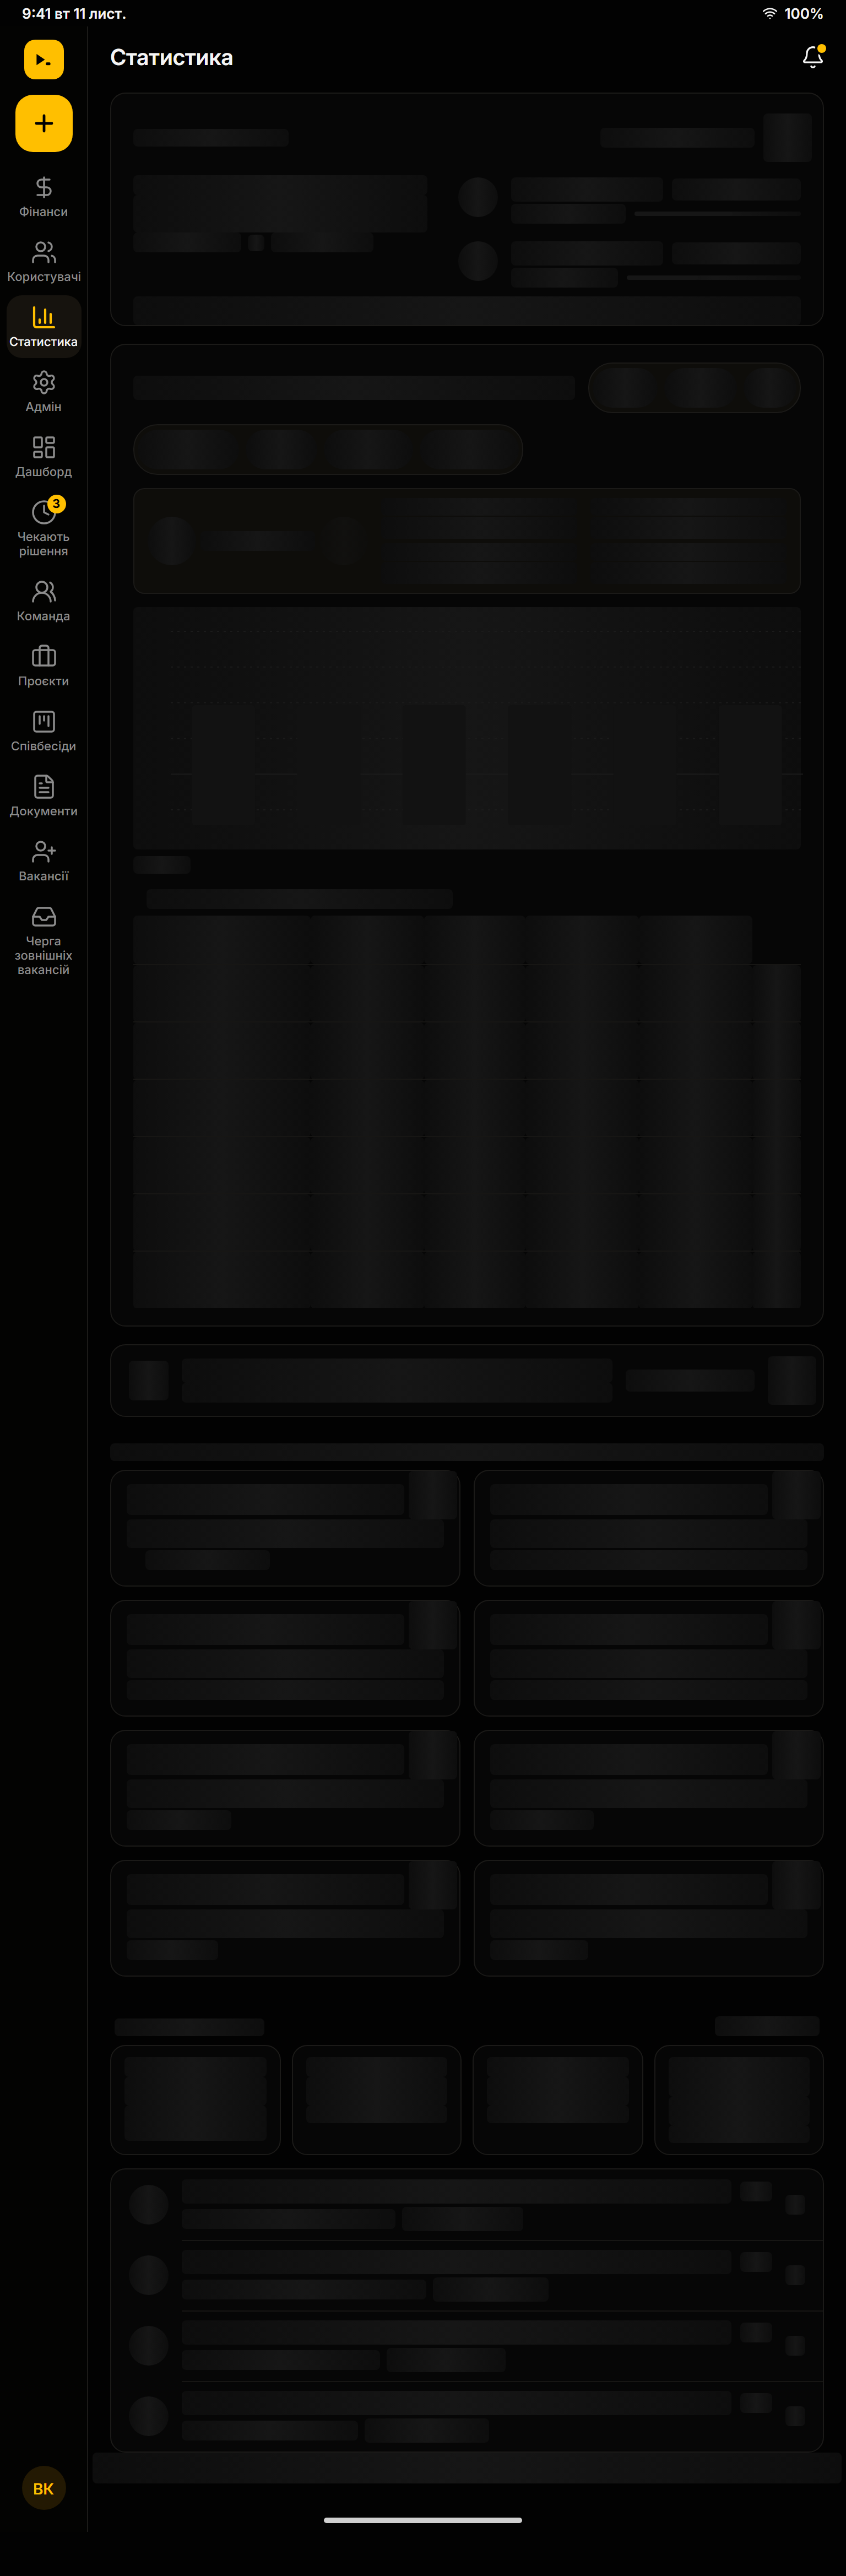 9:41 вт 11 лист.
100%
Статистика
Фінанси
Користувачі
Статистика
Адмін
Дашборд
3
Чекають
рішення
Команда
Проєкти
Співбесіди
Документи
Вакансії
Черга
зовнішніх
вакансій
ВК